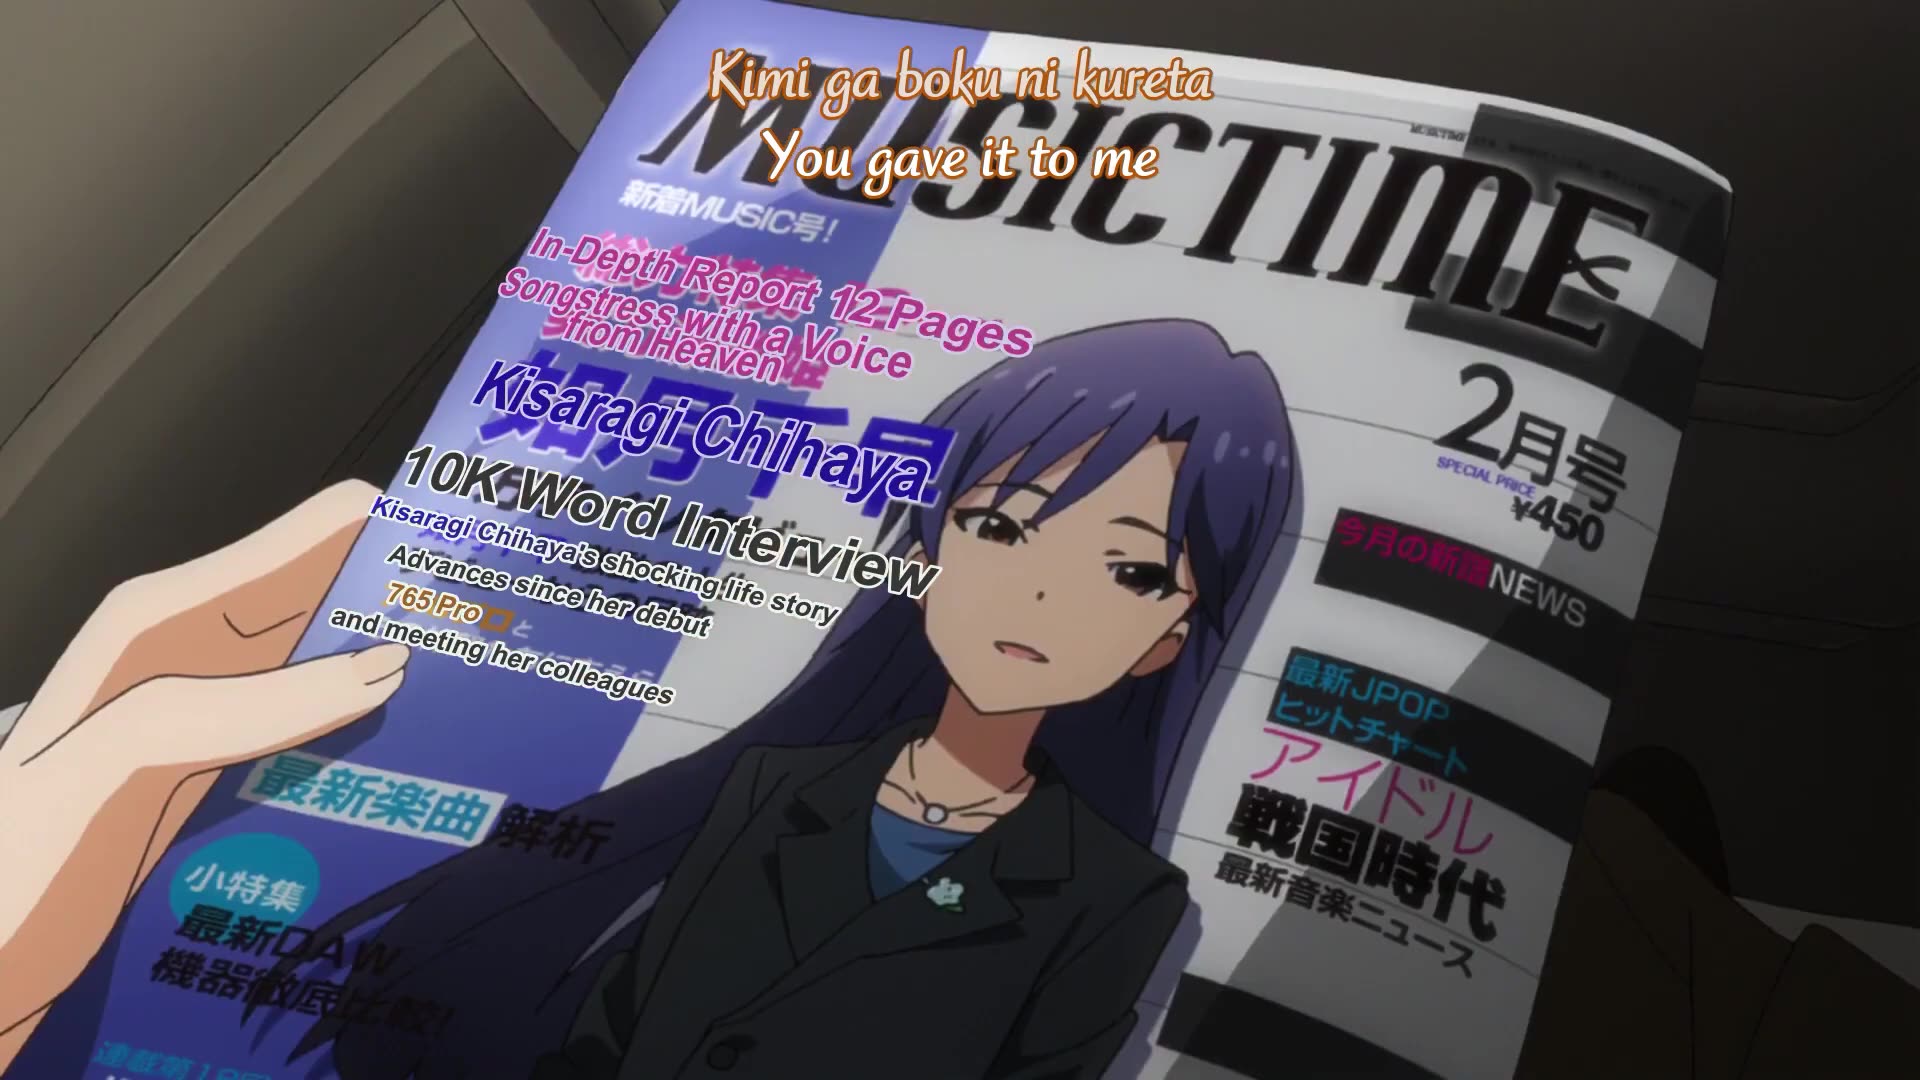 Kimi ga boku ni kureta
You gave it to me
MUSICTIME
新着MUSIC号!
In-Depth Report 12 Pages
Songstress with a Voice
from Heaven
Kisaragi Chihaya
如月千早
10K Word Interview
Kisaragi Chihaya's shocking life story
Advances since her debut
765 Pro
and meeting her colleagues
2月号
SPECIAL PRICE
¥450
今月の新譜NEWS
最新JPOP
ヒットチャート
アイドル
戦国時代
最新音楽ニュース
最新楽曲解析
小特集
最新DAW
機器徹底比較!